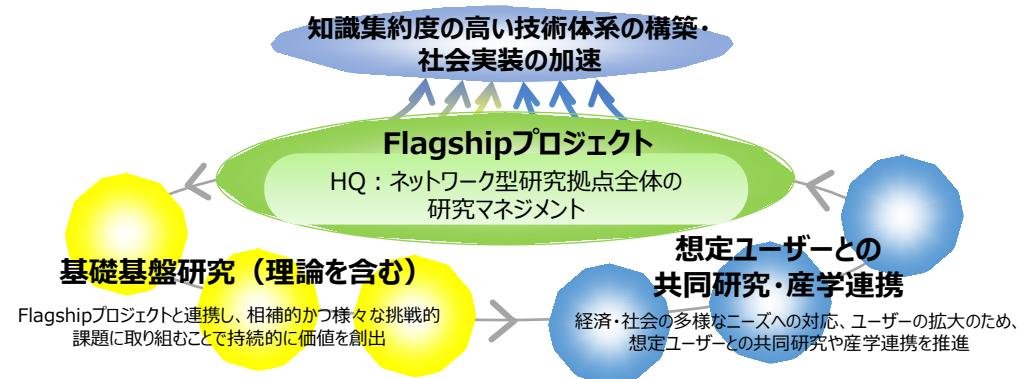 知識集約度の高い技術体系の構築・
社会実装の加速
Flagshipプロジェクト
HQ：ネットワーク型研究拠点全体の
研究マネジメント
基礎基盤研究（理論を含む）
Flagshipプロジェクトと連携し、相補的かつ様々な挑戦的
課題に取り組むことで持続的に価値を創出
想定ユーザーとの
共同研究・産学連携
経済・社会の多様なニーズへの対応、ユーザーの拡大のため、
想定ユーザーとの共同研究や産学連携を推進